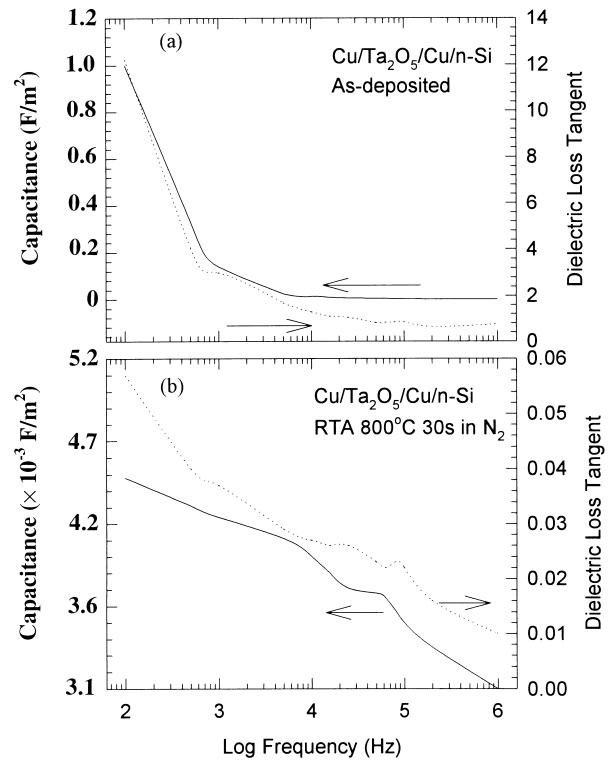 (a)
Cu/Ta₂O₅/Cu/n-Si
As-deposited
1.2
1.0
0.8
0.6
0.4
0.2
0
Capacitance (F/m²)
14
12
10
8
6
4
2
0
Dielectric Loss Tangent
(b)
Cu/Ta₂O₅/Cu/n-Si
RTA 800°C 30s in N₂
5.2
4.7
4.2
3.6
3.1
Capacitance (× 10⁻³ F/m²)
0.06
0.05
0.04
0.03
0.02
0.01
0.00
Dielectric Loss Tangent
2 3 4 5 6
Log Frequency (Hz)